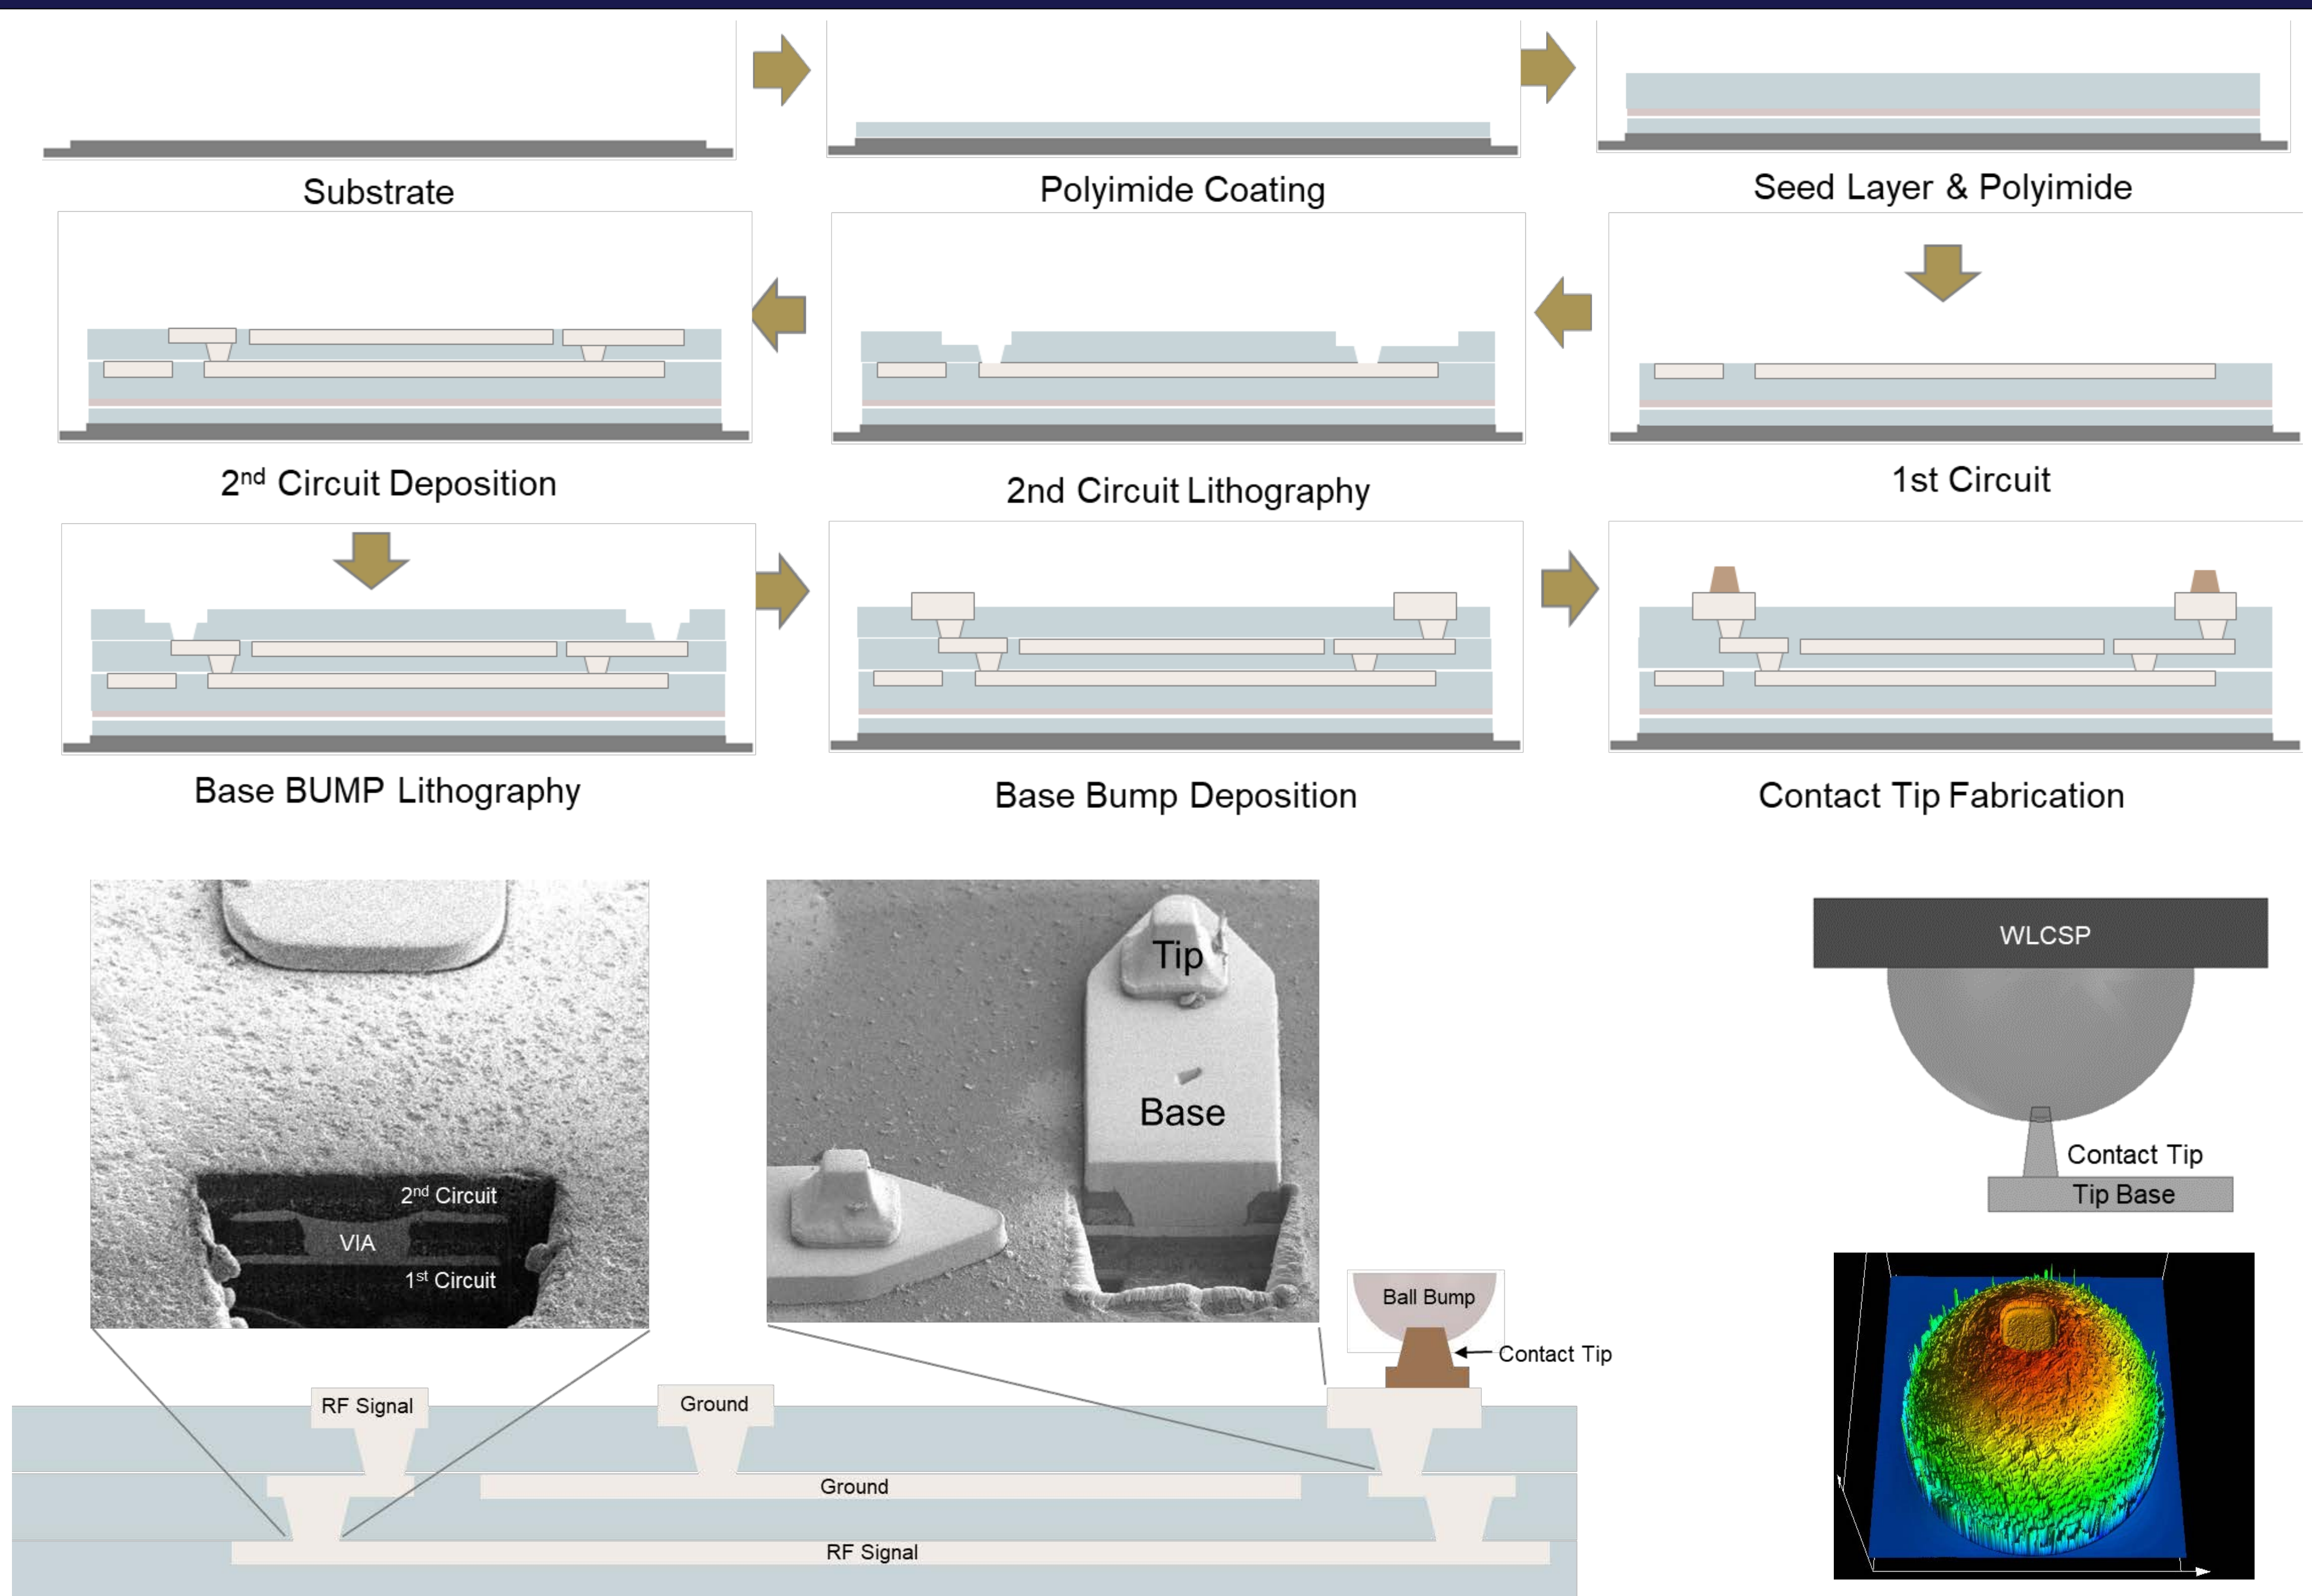 Substrate
Polyimide Coating
Seed Layer & Polyimide
2nd Circuit Deposition
2nd Circuit Lithography
1st Circuit
Base BUMP Lithography
Base Bump Deposition
Contact Tip Fabrication
2nd Circuit
VIA
1st Circuit
Tip
Base
WLCSP
Contact Tip
Tip Base
Ball Bump
Contact Tip
RF Signal
Ground
Ground
RF Signal